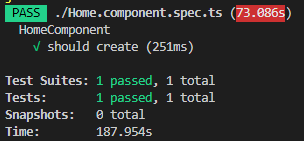 PASS ./Home.component.spec.ts (73.086s)
HomeComponent
√ should create (251ms)
Test Suites: 1 passed, 1 total
Tests: 1 passed, 1 total
Snapshots: 0 total
Time: 187.954s